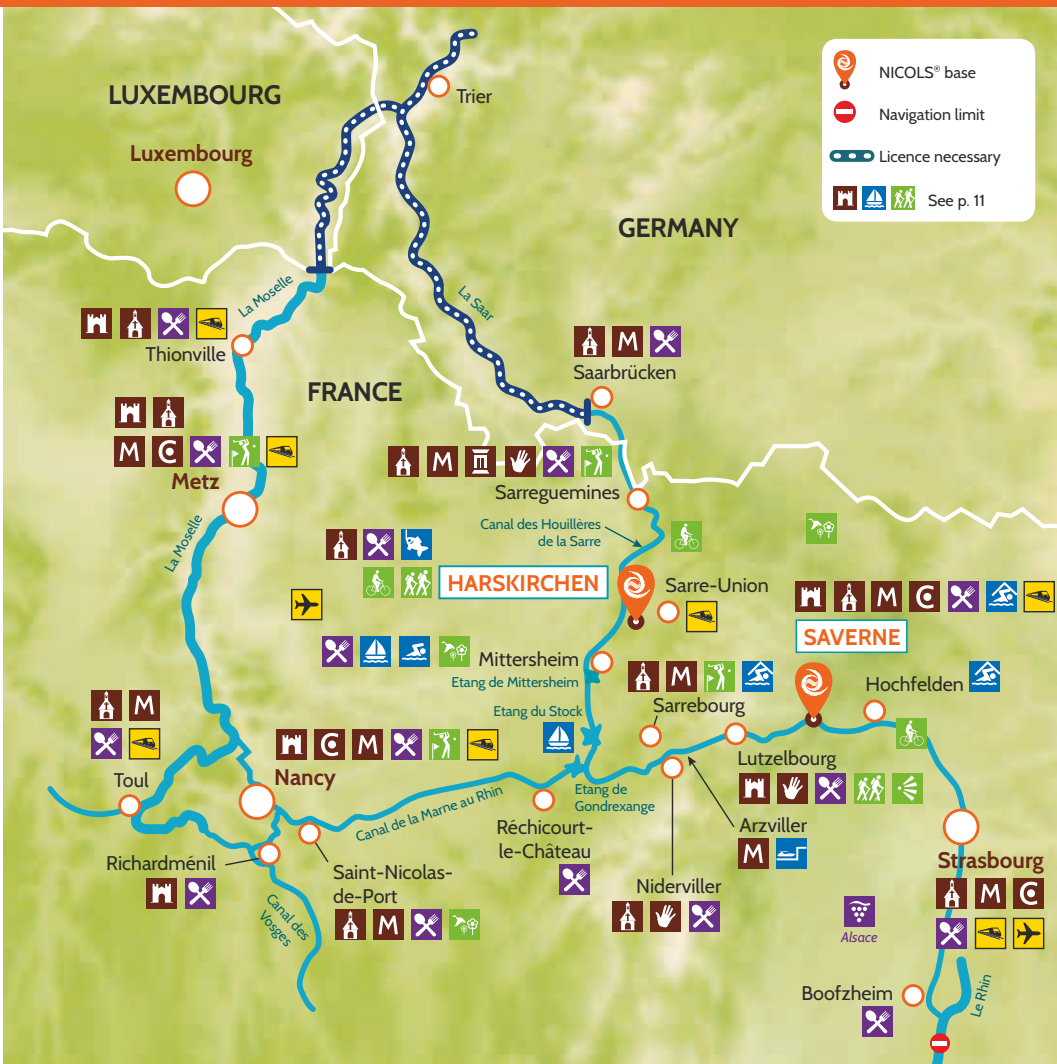 LUXEMBOURG
Luxembourg
Trier
NICOLS® base
Navigation limit
Licence necessary
See p. 11
GERMANY
La Moselle
La Saar
Thionville
FRANCE
M
Saarbrücken
M C
Metz
M
Sarreguimines
La Moselle
Canal des Houillères
de la Sarre
HARSKIRCHEN
Sarre-Union
M C
SAVERNE
Mittersheim
Etang de Mittersheim
M
Sarrebourg
Hochfelden
Etang du Stock
M
Toul
C M
Nancy
Lutzelbourg
Canal de la Marne au Rhin
Etang de
Gondrexange
Réchicourt-
le-Château
Arzviller
M
Strasbourg
M C
Richardménil
Saint-Nicolas-
de-Port
M
Canal des
Vosges
Niderviller
Alsace
Boofzheim
Le Rhin